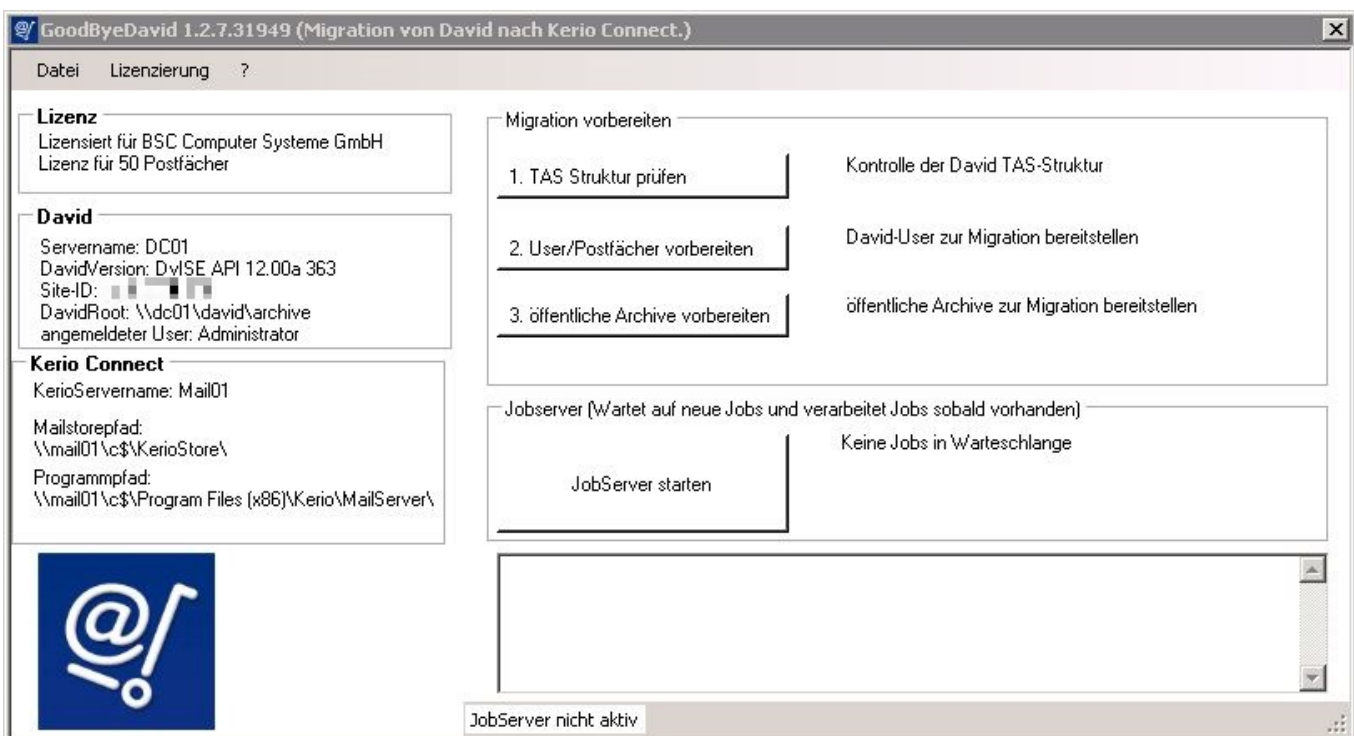 GoodByeDavid 1.2.7.31949 (Migration von David nach Kerio Connect.)
Datei Lizenzierung ?
Lizenz
Lizensiert für BSC Computer Systeme GmbH
Lizenz für 50 Postfächer
David
Servername: DC01
DavidVersion: DvISE API 12.00a 363
Site-ID:
DavidRoot: \\dc01\david\archive
angemeldeter User: Administrator
Kerio Connect
KerioServername: Mail01
Mailstorepfad:
\\mail01\c$\KerioStore\
Programmpfad:
\\mail01\c$\Program Files (x86)\Kerio\MailServer\
Migration vorbereiten
1. TAS Struktur prüfen
Kontrolle der David TAS-Struktur
2. User/Postfächer vorbereiten
David-User zur Migration bereitstellen
3. öffentliche Archive vorbereiten
öffentliche Archive zur Migration bereitstellen
Jobserver (Wartet auf neue Jobs und verarbeitet Jobs sobald vorhanden)
JobServer starten
Keine Jobs in Warteschlange
JobServer nicht aktiv